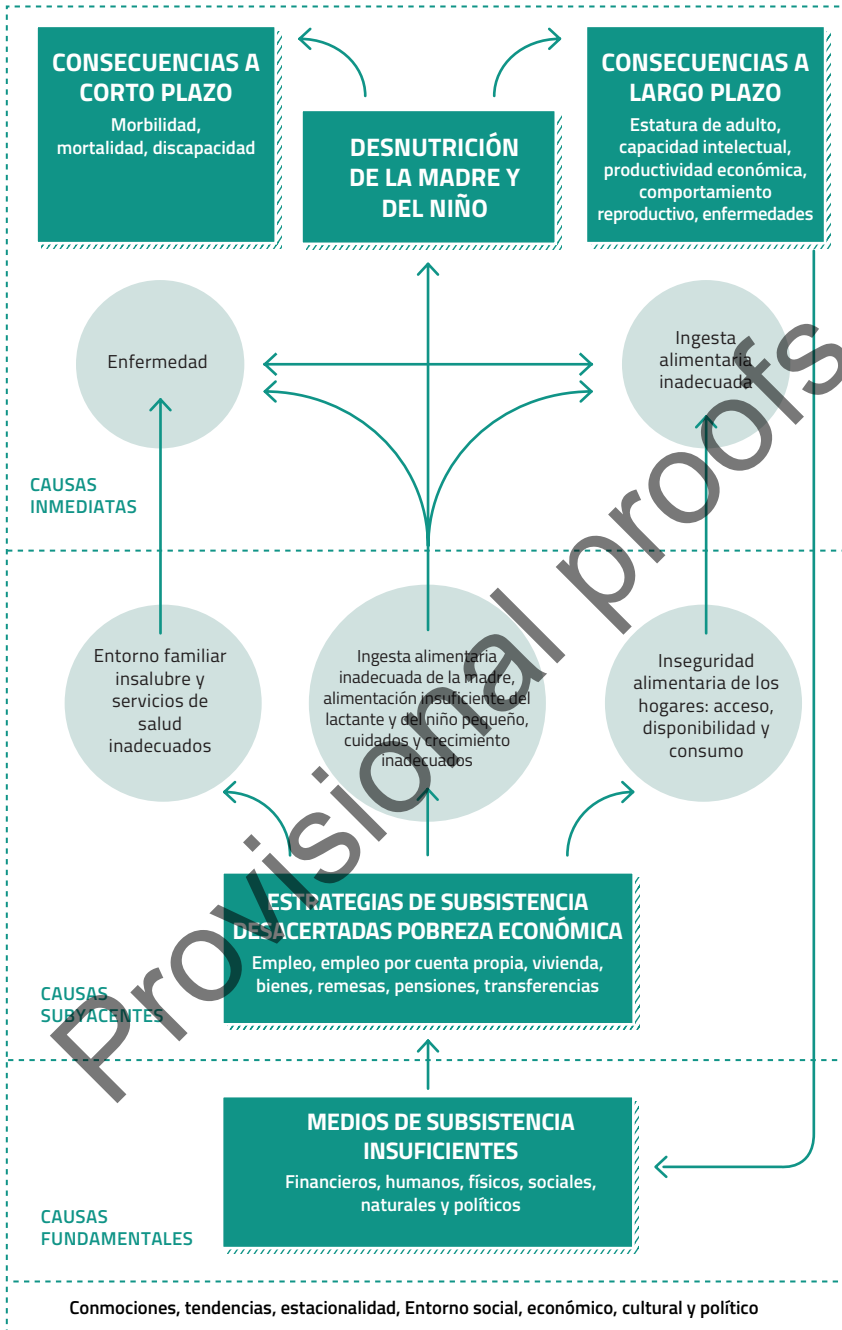 CONSECUENCIAS A
CORTO PLAZO
Morbilidad,
mortalidad, discapacidad
DESNUTRICIÓN
DE LA MADRE Y
DEL NIÑO
CONSECUENCIAS A
LARGO PLAZO
Estatura de adulto,
capacidad intelectual,
productividad económica,
comportamiento
reproductivo, enfermedades
Enfermedad
Ingesta
alimentaria
inadecuada
CAUSAS
INMEDIATAS
Entorno familiar
insalubre y
servicios de
salud
inadecuados
Ingesta alimentaria
inadecuada de la madre,
alimentación insuficiente del
lactante y del niño pequeño,
cuidados y crecimiento
inadecuados
Inseguridad
alimentaria de los
hogares: acceso,
disponibilidad y
consumo
ESTRATEGIAS DE SUBSISTENCIA
DESACERTADAS POBREZA ECONÓMICA
Empleo, empleo por cuenta propia, vivienda,
bienes, remesas, pensiones, transferencias
CAUSAS
SUBYACENTES
MEDIOS DE SUBSISTENCIA
INSUFICIENTES
Financieros, humanos, físicos, sociales,
naturales y políticos
CAUSAS
FUNDAMENTALES
Conmociones, tendencias, estacionalidad, Entorno social, económico, cultural y político
Provisional proofs